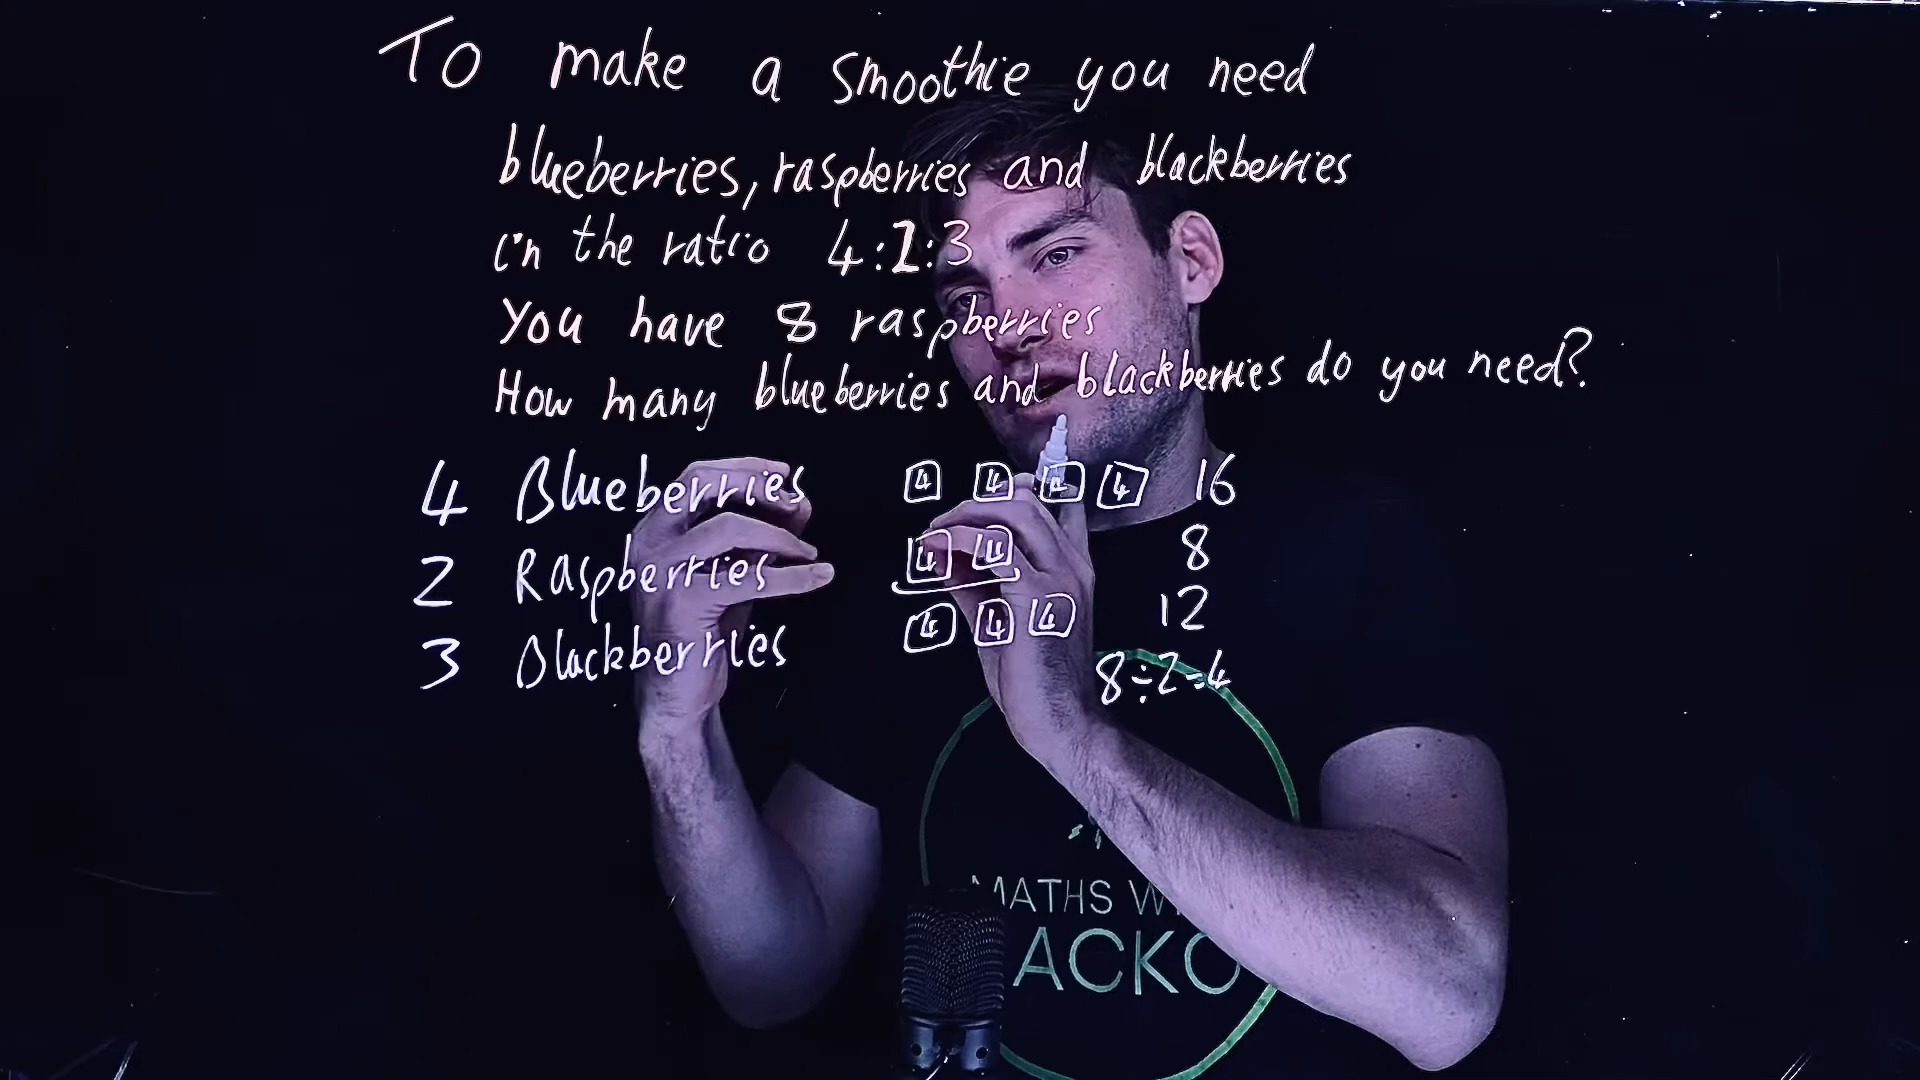 To make a smoothie you need
blueberries, raspberries and blackberries
in the ratio 4:2:3
You have 8 raspberries
How many blueberries and blackberries do you need?
4 Blueberries 4 4 4 4 16
2 Raspberries 4 4 8
3 Blackberries 4 4 4 12
8÷2=4
MATHS W
ACKO